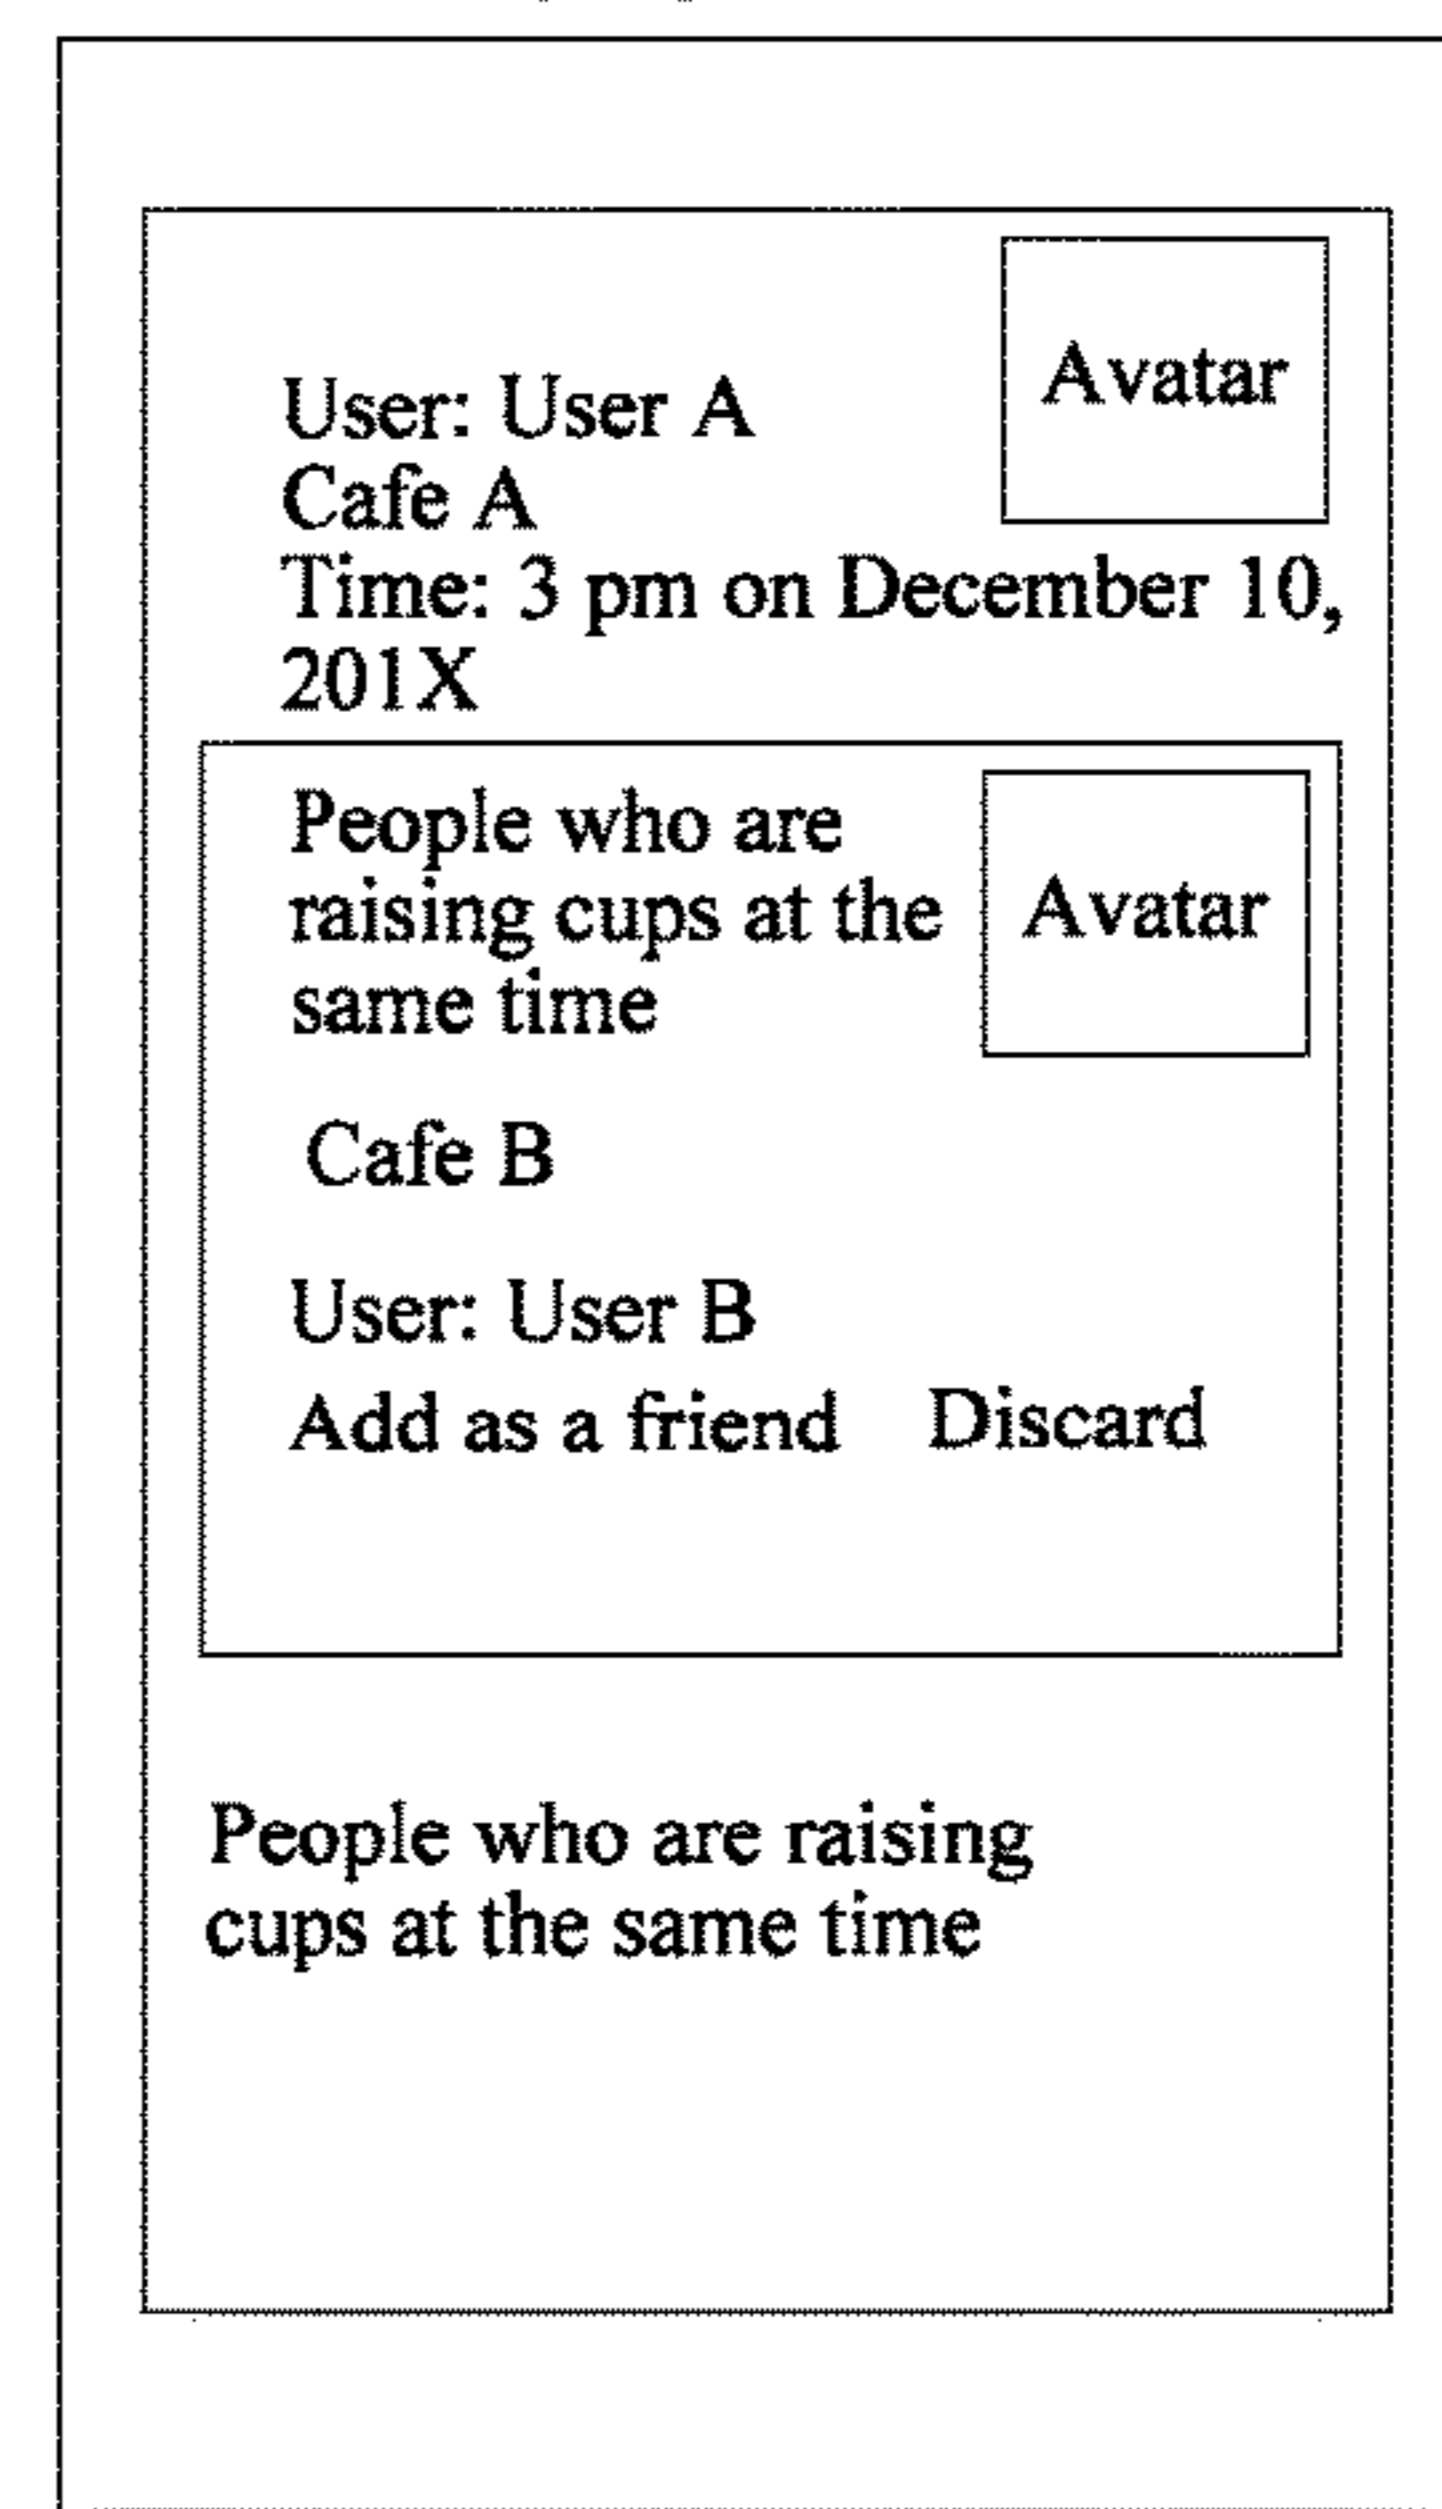 Avatar
User: User A
Cafe A
Time: 3 pm on December 10,
201X
People who are
raising cups at the
same time
Avatar
Cafe B
User: User B
Add as a friend Discard
People who are raising
cups at the same time